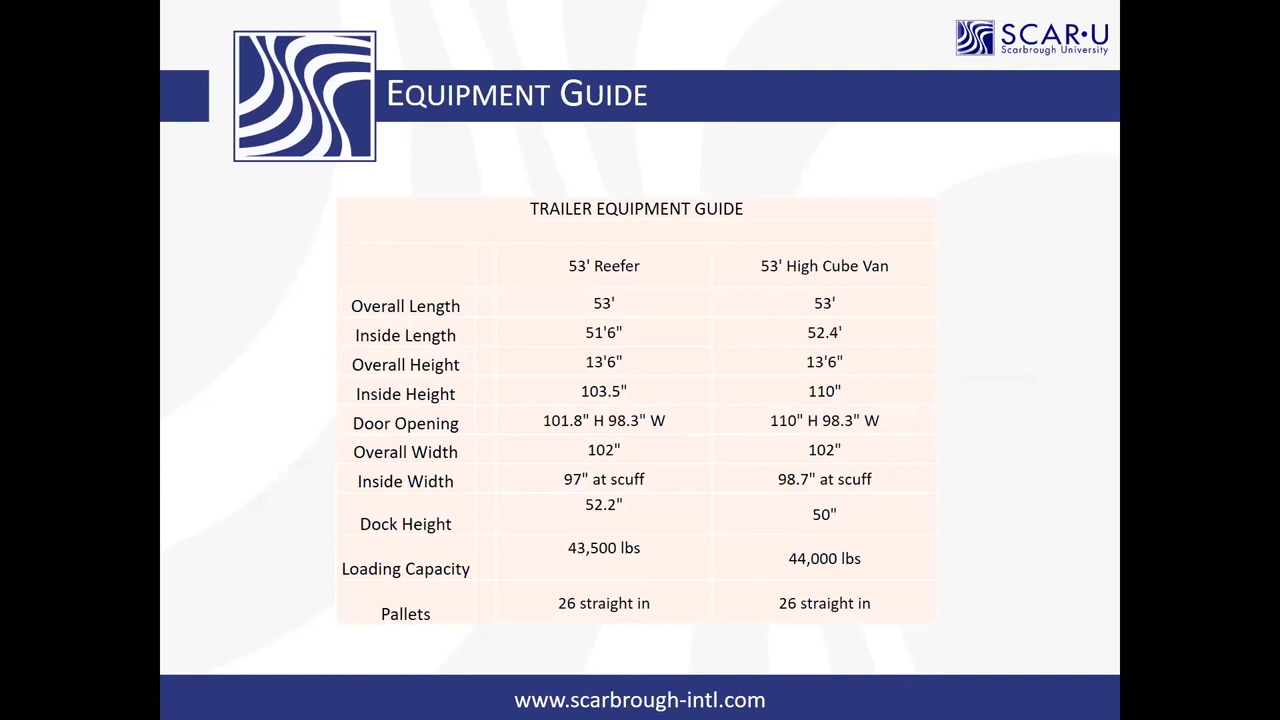 SCAR•U
Scarbrough University
EQUIPMENT GUIDE
TRAILER EQUIPMENT GUIDE
53' Reefer 53' High Cube Van
Overall Length 53' 53'
Inside Length 51'6" 52.4'
Overall Height 13'6" 13'6"
Inside Height 103.5" 110"
Door Opening 101.8" H 98.3" W 110" H 98.3" W
Overall Width 102" 102"
Inside Width 97" at scuff 98.7" at scuff
Dock Height 52.2" 50"
Loading Capacity 43,500 lbs 44,000 lbs
Pallets 26 straight in 26 straight in
www.scarbrough-intl.com